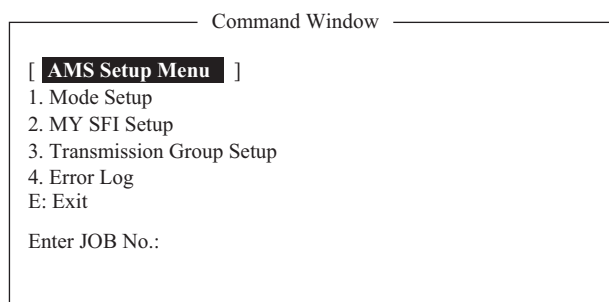 Command Window
[ AMS Setup Menu ]
1. Mode Setup
2. MY SFI Setup
3. Transmission Group Setup
4. Error Log
E: Exit
Enter JOB No.: